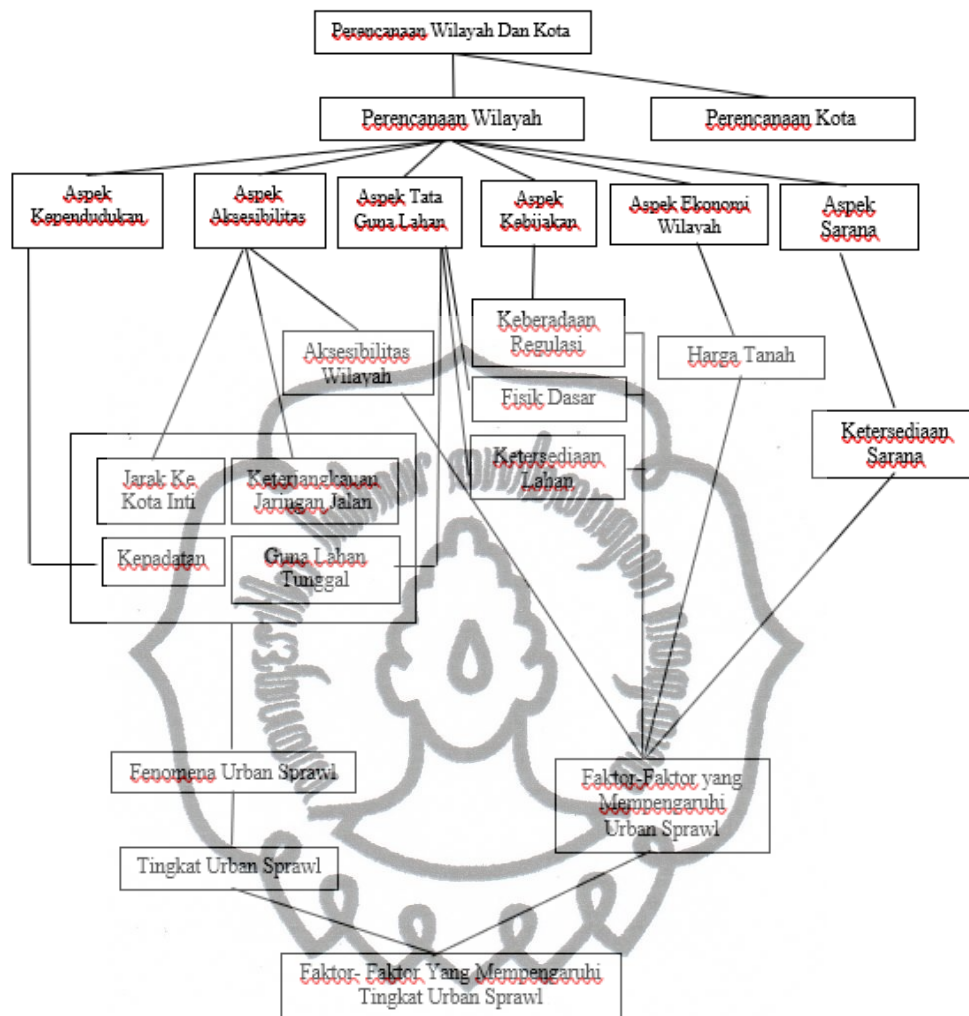 Perencanaan Wilayah Dan Kota
Perencanaan Wilayah
Perencanaan Kota
Aspek
Kependudukan
Aspek
Aksesibilitas
Aspek Tata
Guna Lahan
Aspek
Kebijakan
Aspek Ekonomi
Wilayah
Aspek
Sarana
Aksesibilitas
Wilayah
Keberadaan
Regulasi
Harga Tanah
Fisik Dasar
Ketersediaan
Lahan
Ketersediaan
Sarana
Jarak Ke
Kota Inti
Keterjangkauan
Jaringan Jalan
Kepadatan
Guna Lahan
Tunggal
Fenomena Urban Sprawl
Faktor-Faktor yang
Mempengaruhi
Urban Sprawl
Tingkat Urban Sprawl
Faktor- Faktor Yang Mempengaruhi
Tingkat Urban Sprawl